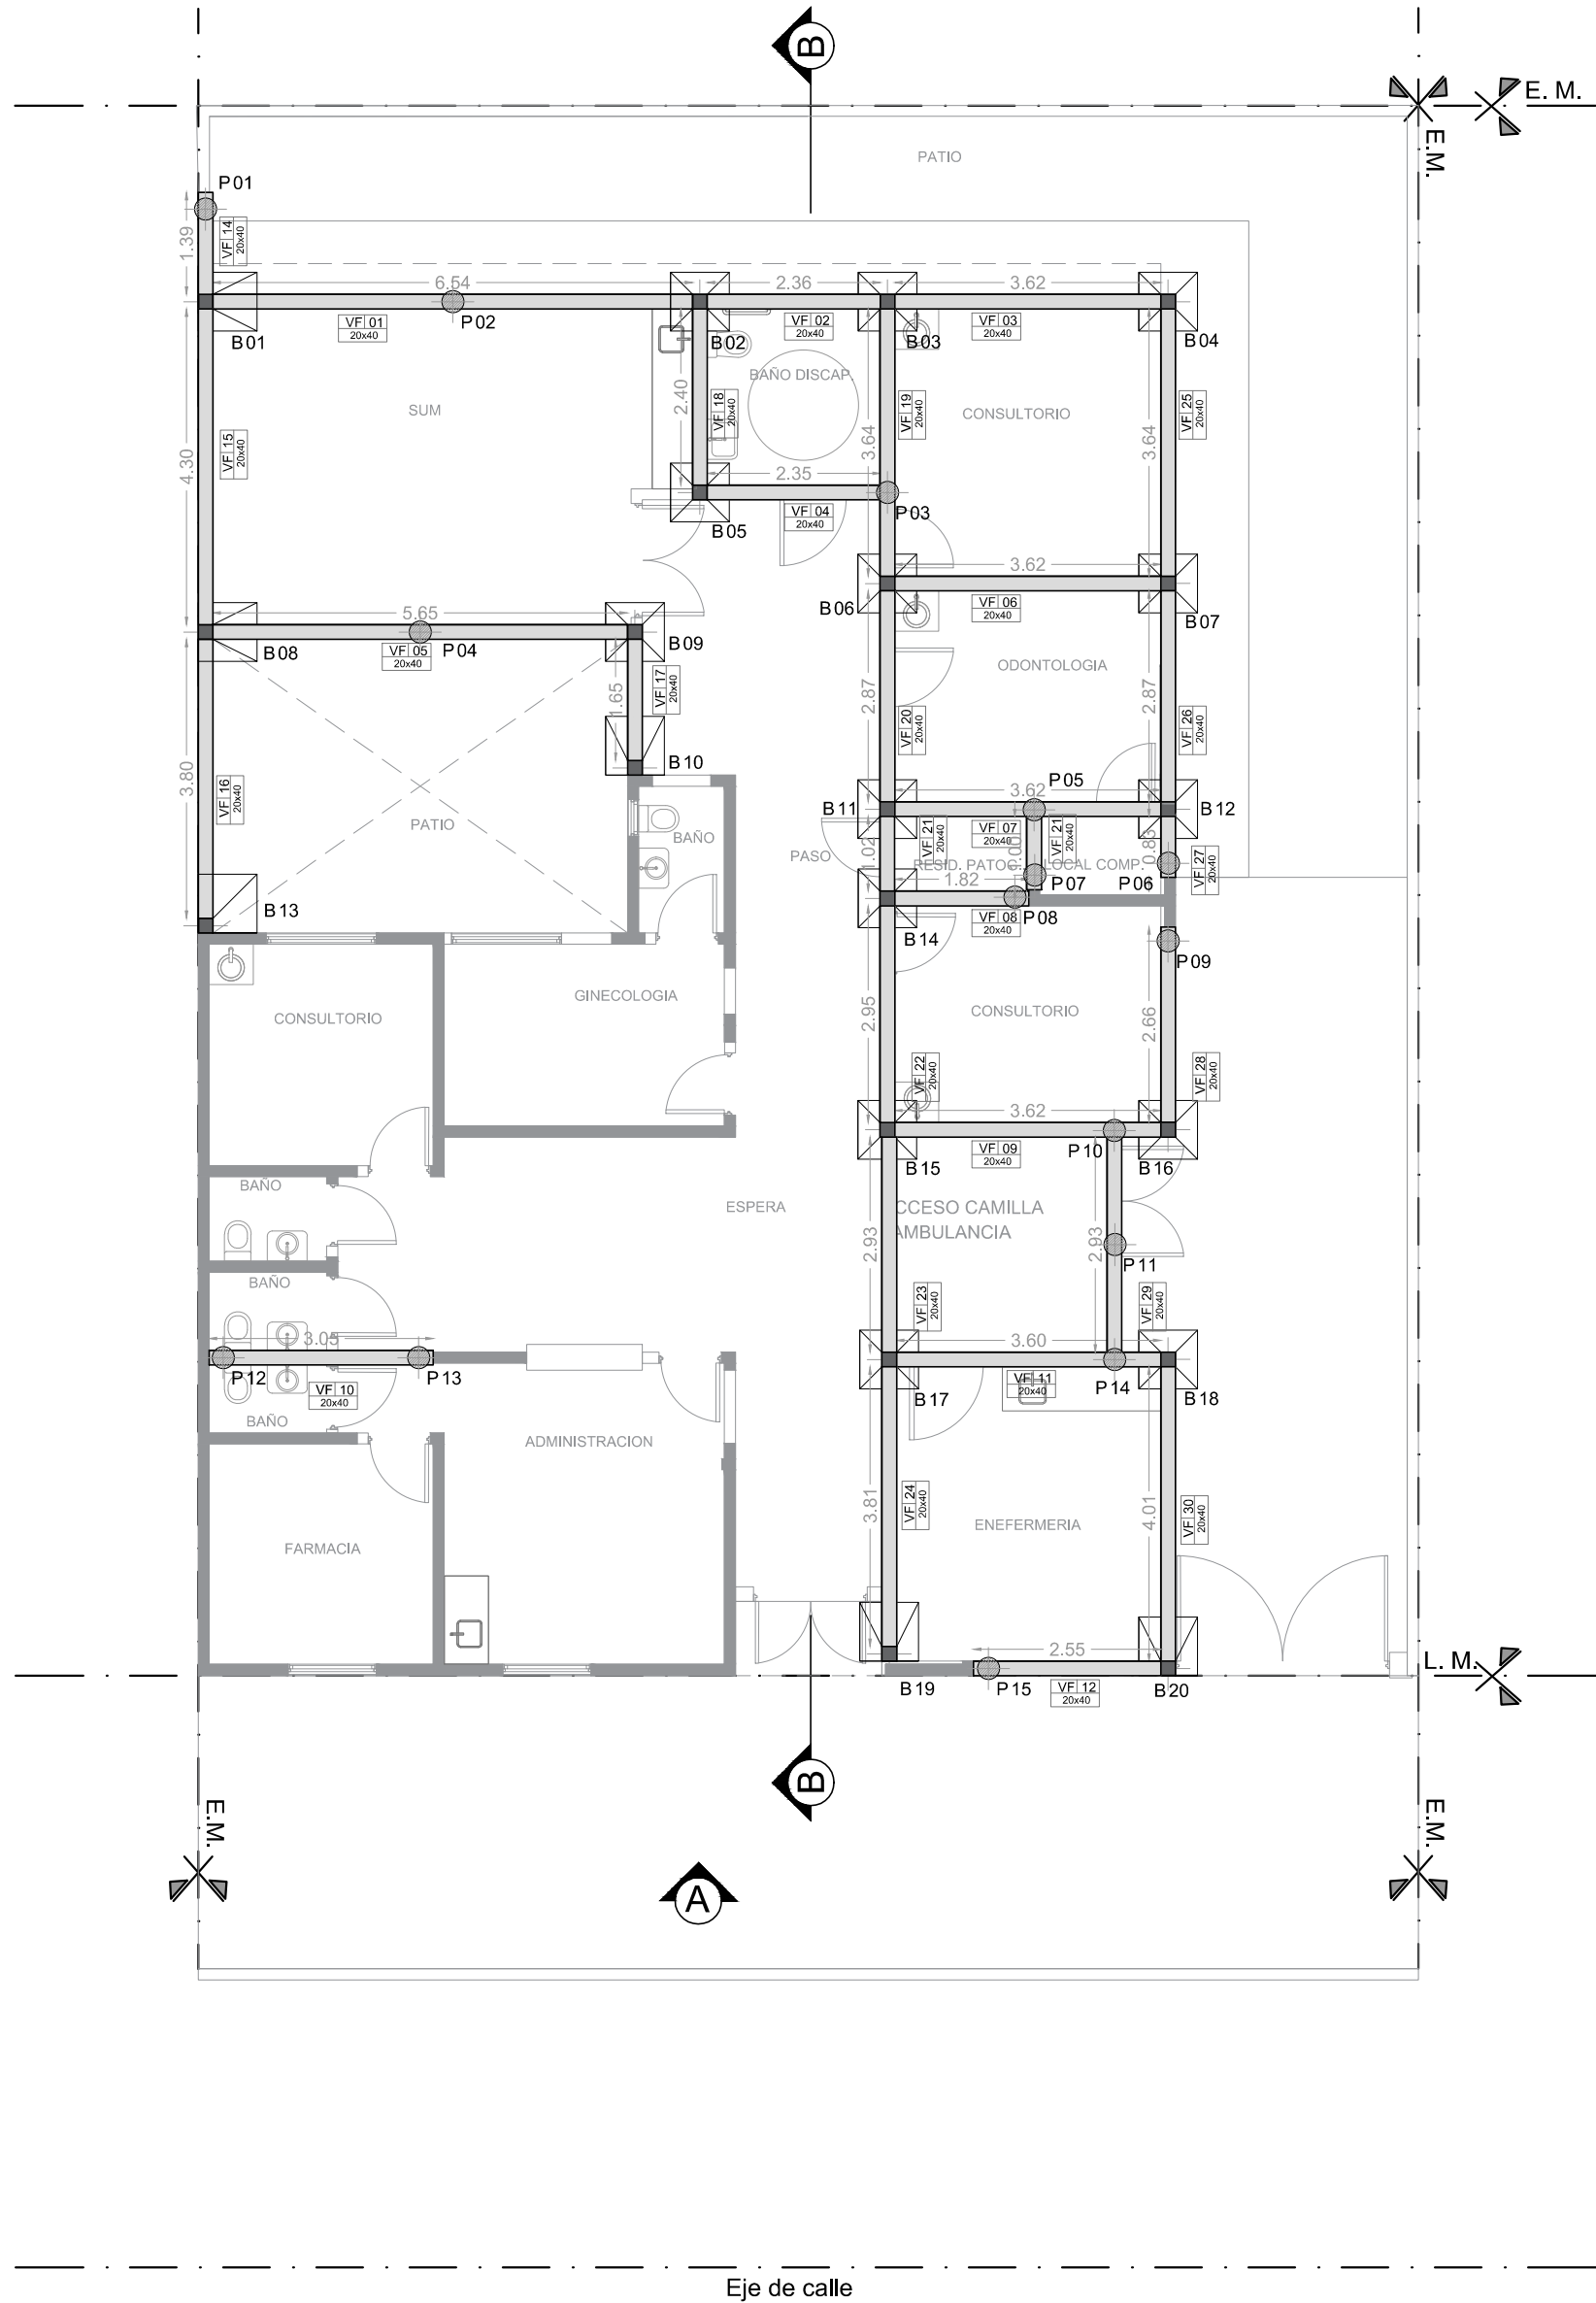 B
E. M.
E.M.
PATIO
P01
VF 14
20x40
1.39
6.54
2.36
3.62
P02
VF 01
20x40
VF 02
20x40
VF 03
20x40
B01
B02
B03
B04
BAÑO DISCAP.
SUM
CONSULTORIO
2.40
VF 18
20x40
VF 19
20x40
VF 25
20x40
4.30
VF 15
20x40
3.64
3.64
2.35
P03
VF 04
20x40
B05
3.62
5.65
B06
VF 06
20x40
B07
B08
VF 05
20x40
P04
B09
ODONTOLOGIA
1.65
VF 17
20x40
2.87
2.87
VF 20
20x40
VF 26
20x40
B10
3.80
VF 16
20x40
P05
3.62
B11
B12
PATIO
BAÑO
PASO
1.02
VF 21
20x40
VF 07
20x40
VF 21
20x40
1.00
0.83
RESID. PATOC.
LOCAL COMP.
VF 27
20x40
1.82
P07
P06
B13
P08
VF 08
20x40
B14
P09
GINECOLOGIA
CONSULTORIO
CONSULTORIO
2.95
2.66
VF 22
20x40
VF 28
20x40
3.62
P10
B15
VF 09
20x40
B16
BAÑO
ESPERA
CCESO CAMILLA
AMBULANCIA
2.93
2.93
P11
BAÑO
VF 23
20x40
VF 29
20x40
3.05
3.60
P12
P13
P14
VF 10
20x40
VF 11
20x40
B17
B18
BAÑO
ADMINISTRACION
3.81
VF 24
20x40
4.01
VF 30
20x40
ENEFERMERIA
FARMACIA
2.55
L. M.
B19
P15
VF 12
20x40
B20
B
E.M.
E.M.
A
Eje de calle